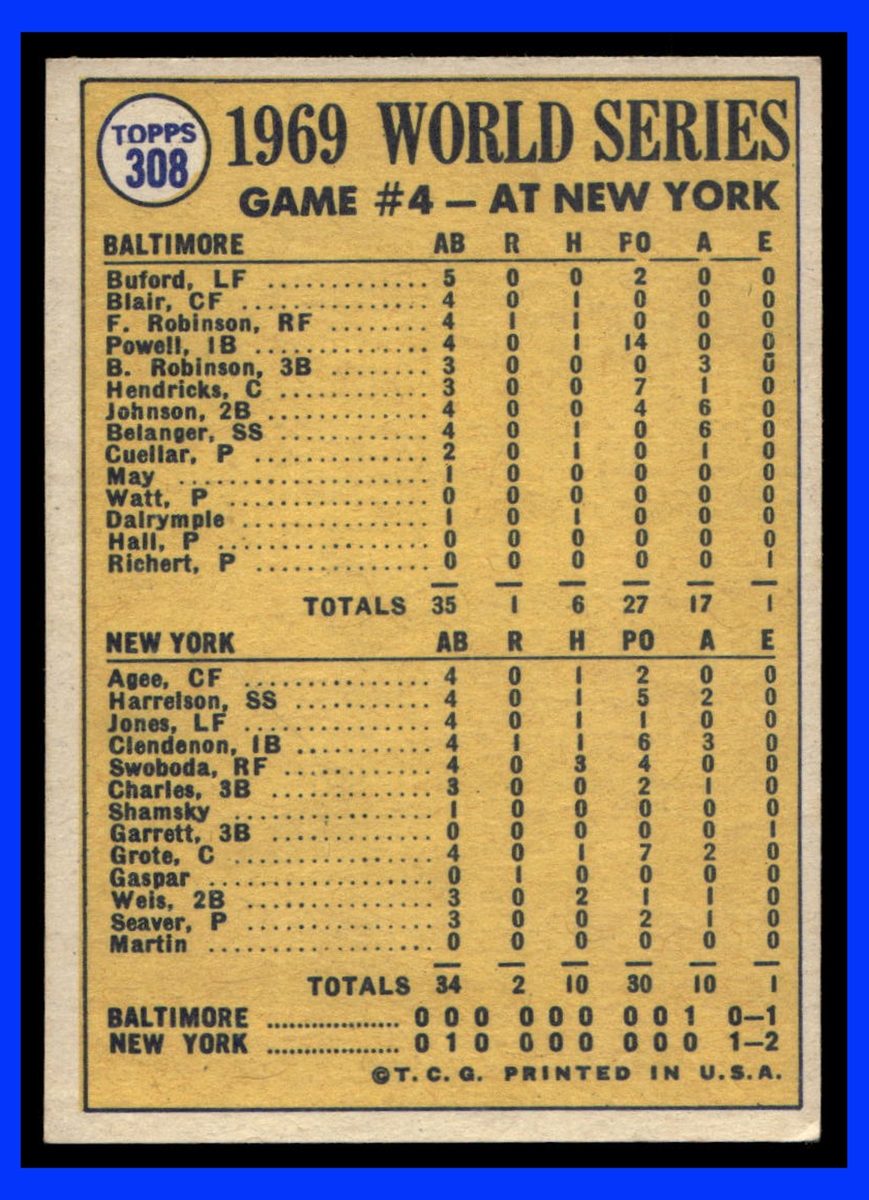 TOPPS
308
1969 WORLD SERIES
GAME #4 — AT NEW YORK
BALTIMORE AB R H PO A E
Buford, LF ............. 5 0 0 2 0 0
Blair, CF ............... 4 0 1 0 0 0
F. Robinson, RF ........ 4 1 1 0 0 0
Powell, 1B .............. 4 0 1 14 0 0
B. Robinson, 3B ........ 3 0 0 0 3 0
Hendricks, C ........... 3 0 0 7 1 0
Johnson, 2B ............. 4 0 0 4 6 0
Belanger, SS ............ 4 0 1 0 6 0
Cuellar, P .............. 2 0 1 0 1 0
May .................... 1 0 0 0 0 0
Watt, P ................ 0 0 0 0 0 0
Dalrymple ............... 1 0 1 0 0 0
Hall, P ................. 0 0 0 0 0 0
Richert, P .............. 0 0 0 0 0 1
TOTALS 35 1 6 27 17 1
NEW YORK AB R H PO A E
Agee, CF ............... 4 0 1 2 0 0
Harrelson, SS ........... 4 0 1 5 2 0
Jones, LF ............... 4 0 1 1 0 0
Clendenon, 1B .......... 4 1 1 6 3 0
Swoboda, RF ............ 4 0 3 4 0 0
Charles, 3B ............. 3 0 0 2 1 0
Shamsky ................ 1 0 0 0 0 0
Garrett, 3B ............. 0 0 0 0 0 1
Grote, C ................ 4 0 1 7 2 0
Gaspar ................. 0 1 0 0 0 0
Weis, 2B ................ 3 0 2 1 1 0
Seaver, P ............... 3 0 0 2 1 0
Martin .................. 0 0 0 0 0 0
TOTALS 34 2 10 30 10 1
BALTIMORE .................. 0 0 0 0 0 0 0 0 1 0—1
NEW YORK .................. 0 1 0 0 0 0 0 0 0 1—2
©T. C. G. PRINTED IN U.S.A.